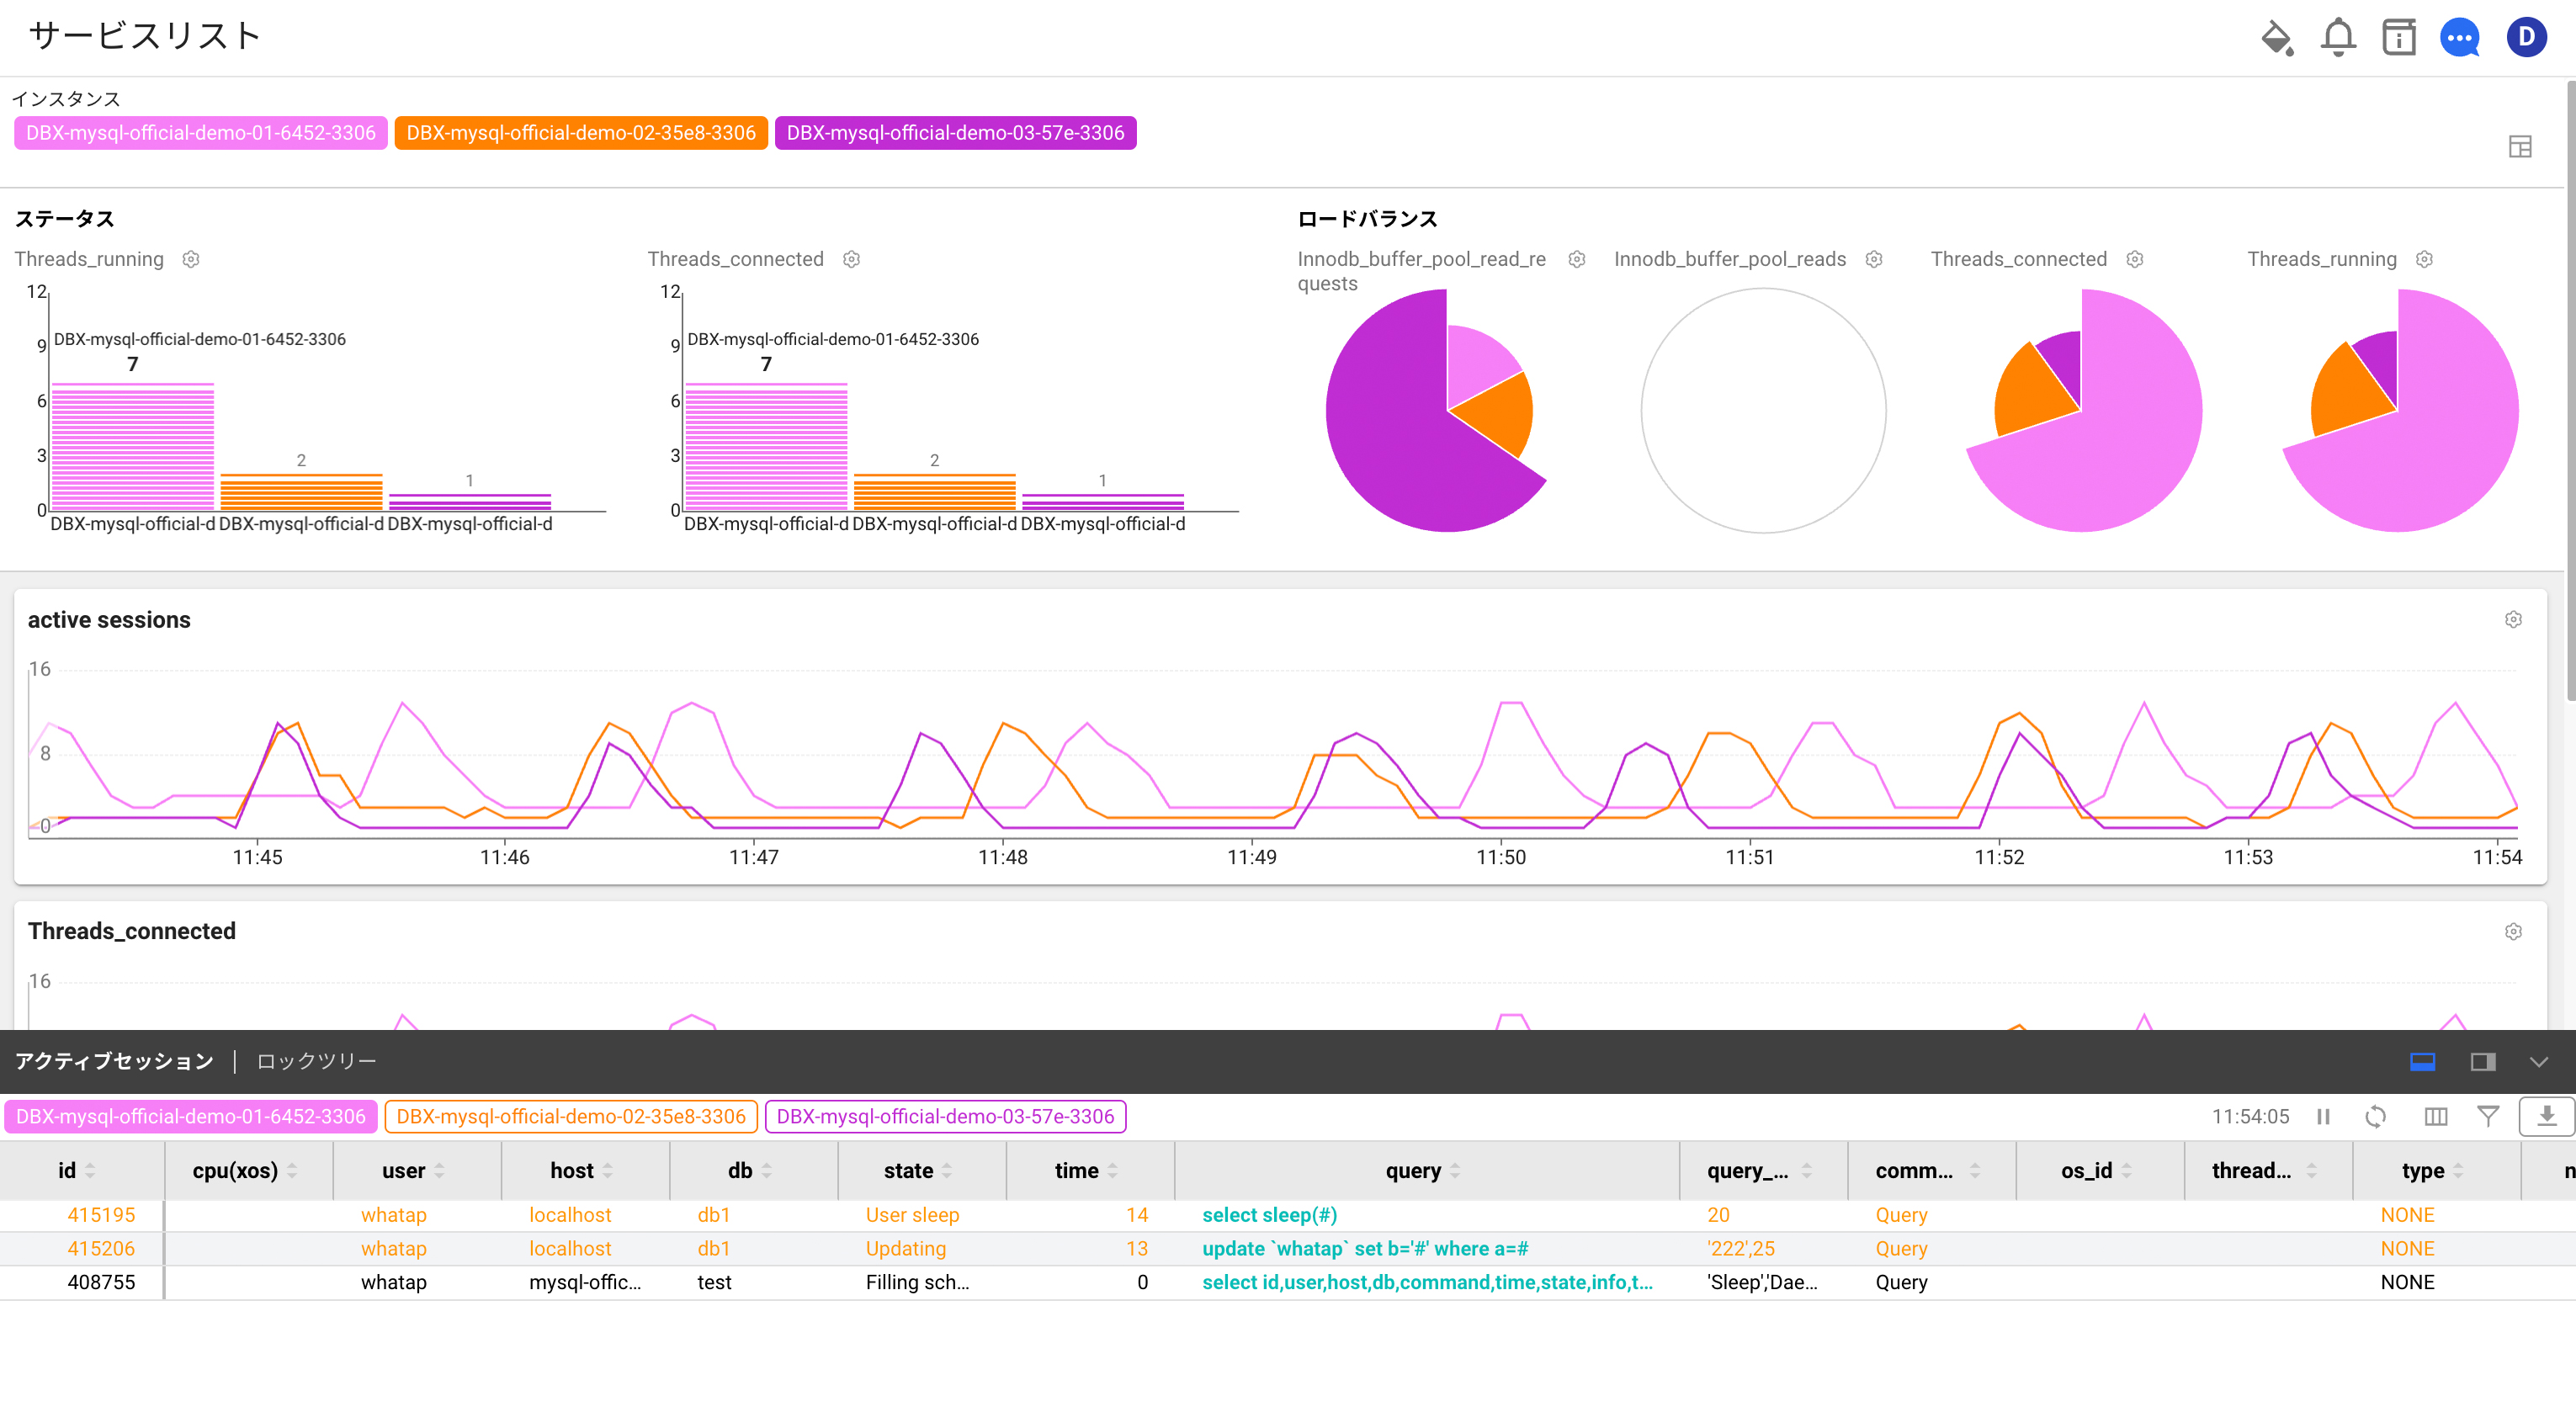 サービスリスト
D
インスタンス
DBX-mysql-official-demo-01-6452-3306 DBX-mysql-official-demo-02-35e8-3306 DBX-mysql-official-demo-03-57e-3306
ステータス
Threads_running
12
9
6
3
0
DBX-mysql-official-demo-01-6452-3306
7
2
1
DBX-mysql-official-d DBX-mysql-official-d DBX-mysql-official-d
Threads_connected
12
9
6
3
0
DBX-mysql-official-demo-01-6452-3306
7
2
1
DBX-mysql-official-d DBX-mysql-official-d DBX-mysql-official-d
ロードバランス
Innodb_buffer_pool_read_re
quests
Innodb_buffer_pool_reads
Threads_connected
Threads_running
active sessions
16
8
0
11:45 11:46 11:47 11:48 11:49 11:50 11:51 11:52 11:53 11:54
Threads_connected
16
アクティブセッション | ロックツリー
DBX-mysql-official-demo-01-6452-3306 DBX-mysql-official-demo-02-35e8-3306 DBX-mysql-official-demo-03-57e-3306 11:54:05
id cpu(xos) user host db state time query query_... comm... os_id thread... type n
415195 whatap localhost db1 User sleep 14 select sleep(#) 20 Query NONE
415206 whatap localhost db1 Updating 13 update `whatap` set b='#' where a=# '222',25 Query NONE
408755 whatap mysql-offic... test Filling sch... 0 select id,user,host,db,command,time,state,info,t... 'Sleep','Dae... Query NONE